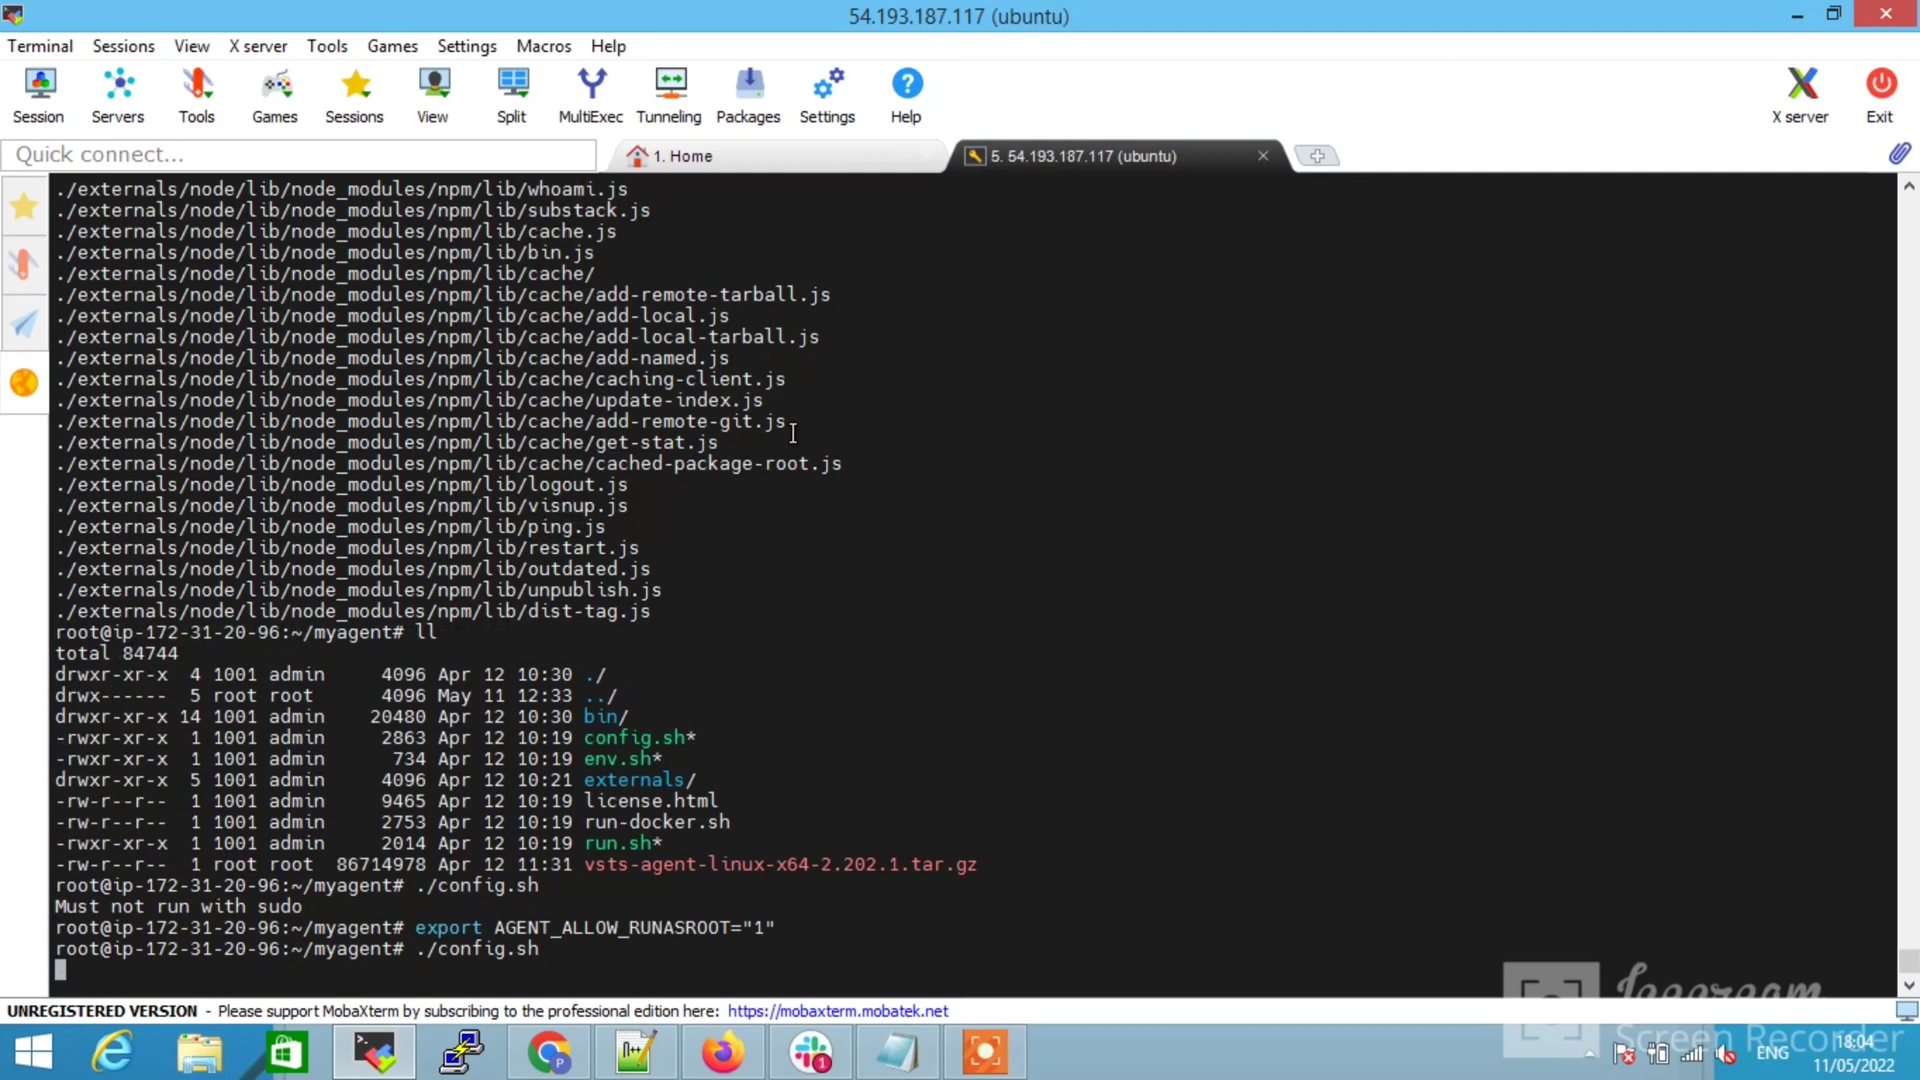 54.193.187.117 (ubuntu)
Terminal Sessions View X server Tools Games Settings Macros Help
Session Servers Tools Games Sessions View Split MultiExec Tunneling Packages Settings Help X server Exit
Quick connect... 1. Home 5. 54.193.187.117 (ubuntu)
./externals/node/lib/node_modules/npm/lib/whoami.js
./externals/node/lib/node_modules/npm/lib/substack.js
./externals/node/lib/node_modules/npm/lib/cache.js
./externals/node/lib/node_modules/npm/lib/bin.js
./externals/node/lib/node_modules/npm/lib/cache/
./externals/node/lib/node_modules/npm/lib/cache/add-remote-tarball.js
./externals/node/lib/node_modules/npm/lib/cache/add-local.js
./externals/node/lib/node_modules/npm/lib/cache/add-local-tarball.js
./externals/node/lib/node_modules/npm/lib/cache/add-named.js
./externals/node/lib/node_modules/npm/lib/cache/caching-client.js
./externals/node/lib/node_modules/npm/lib/cache/update-index.js
./externals/node/lib/node_modules/npm/lib/cache/add-remote-git.js
./externals/node/lib/node_modules/npm/lib/cache/get-stat.js
./externals/node/lib/node_modules/npm/lib/cache/cached-package-root.js
./externals/node/lib/node_modules/npm/lib/logout.js
./externals/node/lib/node_modules/npm/lib/visnup.js
./externals/node/lib/node_modules/npm/lib/ping.js
./externals/node/lib/node_modules/npm/lib/restart.js
./externals/node/lib/node_modules/npm/lib/outdated.js
./externals/node/lib/node_modules/npm/lib/unpublish.js
./externals/node/lib/node_modules/npm/lib/dist-tag.js
root@ip-172-31-20-96:~/myagent# ll
total 84744
drwxr-xr-x 4 1001 admin 4096 Apr 12 10:30 ./
drwx------ 5 root root 4096 May 11 12:33 ../
drwxr-xr-x 14 1001 admin 20480 Apr 12 10:30 bin/
-rwxr-xr-x 1 1001 admin 2863 Apr 12 10:19 config.sh*
-rwxr-xr-x 1 1001 admin 734 Apr 12 10:19 env.sh*
drwxr-xr-x 5 1001 admin 4096 Apr 12 10:21 externals/
-rw-r--r-- 1 1001 admin 9465 Apr 12 10:19 license.html
-rw-r--r-- 1 1001 admin 2753 Apr 12 10:19 run-docker.sh
-rwxr-xr-x 1 1001 admin 2014 Apr 12 10:19 run.sh*
-rw-r--r-- 1 root root 86714978 Apr 12 11:31 vsts-agent-linux-x64-2.202.1.tar.gz
root@ip-172-31-20-96:~/myagent# ./config.sh
Must not run with sudo
root@ip-172-31-20-96:~/myagent# export AGENT_ALLOW_RUNASROOT="1"
root@ip-172-31-20-96:~/myagent# ./config.sh
Icecream
UNREGISTERED VERSION - Please support MobaXterm by subscribing to the professional edition here: https://mobaxterm.mobatek.net
Screen Recorder
ENG 18:04
11/05/2022